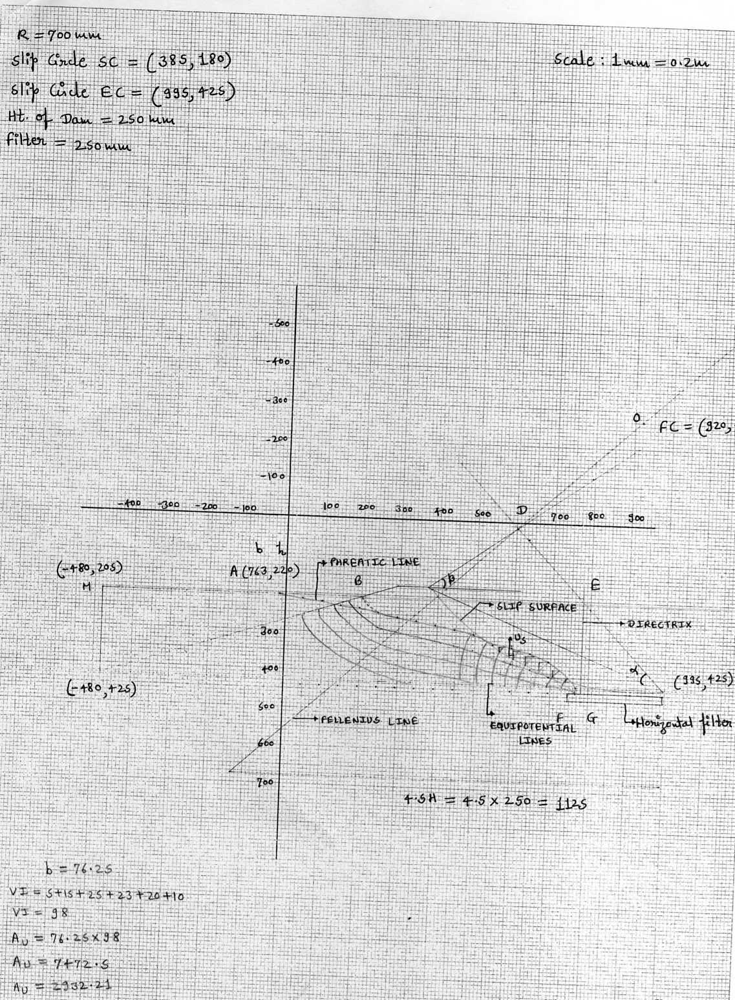 R = 700 mm
Slip Circle SC = (385, 180)
Scale : 1mm = 0.2m
Slip Circle EC = (995, 425)
Ht. of Dam = 250 mm
filter = 250 mm
-500
-400
-300
-200
-100
O.
FC = (920,
-400 -300 -200 -100 100 200 300 400 500 D 700 800 900
b h
PHREATIC LINE
(-480, 205)
A (763, 220)
M
B
β
E
SLIP SURFACE
DIRECTRIX
300
Us
400
α
(995, 425)
(-480, 425)
500
FELLENIUS LINE
F G
Horizontal filter
EQUIPOTENTIAL
LINES
600
700
4.5H = 4.5 x 250 = 1125
b = 76.25
VI = 5+15+25+23+20+10
VI = 98
AU = 76.25 x 98
AU = 7472.5
AU = 2932.21